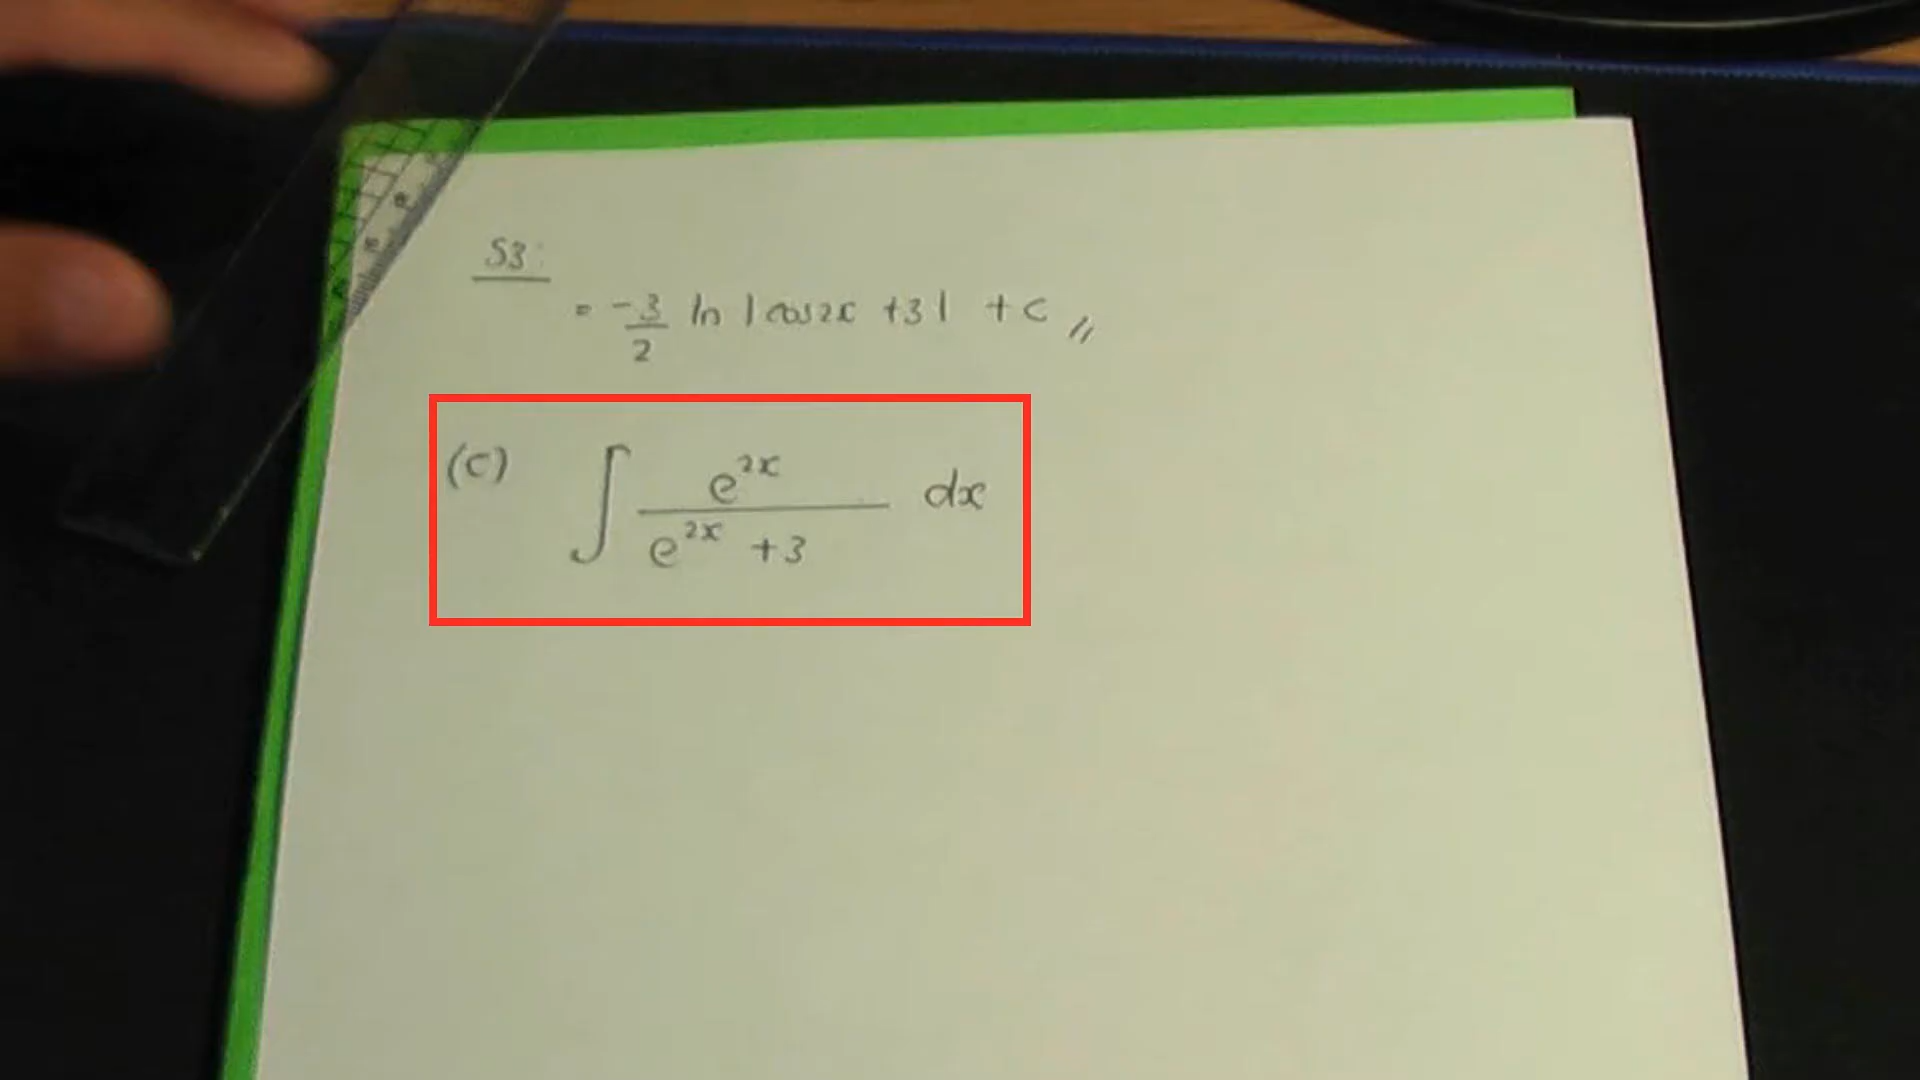 S3:
= -3/2 ln |cos2x +3| + c //
(c) ∫ e^2x / e^2x +3 dx